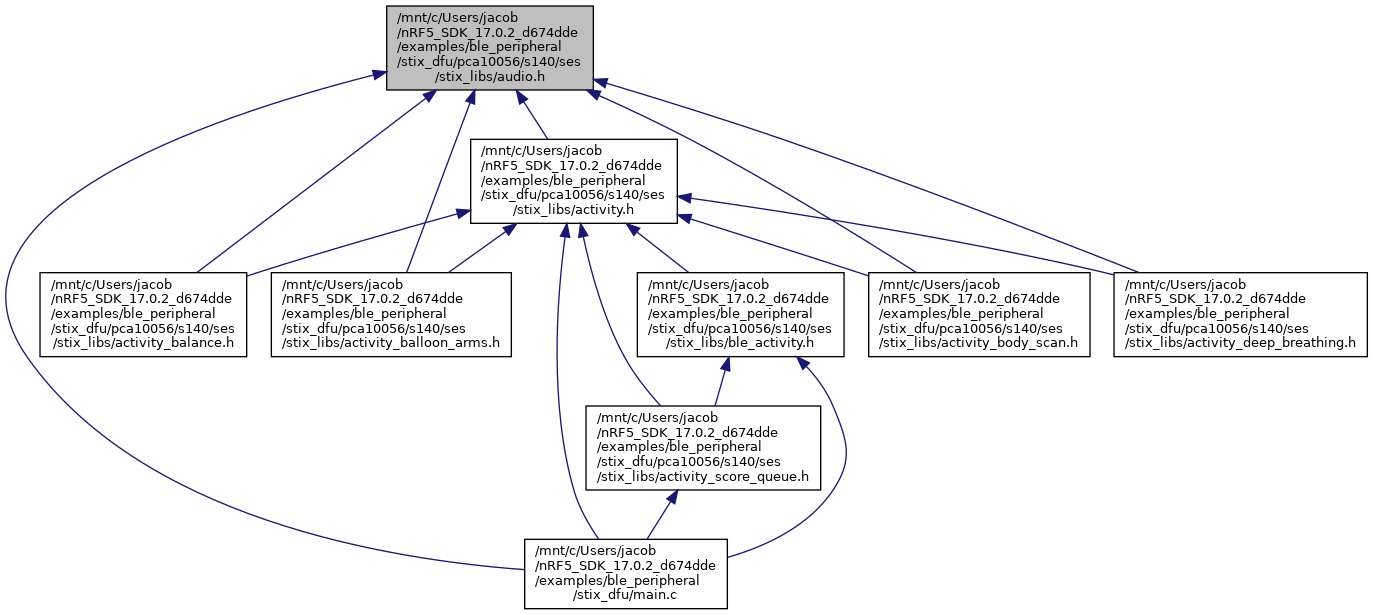 /mnt/c/Users/jacob
/nRF5_SDK_17.0.2_d674dde
/examples/ble_peripheral
/stix_dfu/pca10056/s140/ses
/stix_libs/audio.h
/mnt/c/Users/jacob
/nRF5_SDK_17.0.2_d674dde
/examples/ble_peripheral
/stix_dfu/pca10056/s140/ses
/stix_libs/activity.h
/mnt/c/Users/jacob
/nRF5_SDK_17.0.2_d674dde
/examples/ble_peripheral
/stix_dfu/pca10056/s140/ses
/stix_libs/activity_balance.h
/mnt/c/Users/jacob
/nRF5_SDK_17.0.2_d674dde
/examples/ble_peripheral
/stix_dfu/pca10056/s140/ses
/stix_libs/activity_balloon_arms.h
/mnt/c/Users/jacob
/nRF5_SDK_17.0.2_d674dde
/examples/ble_peripheral
/stix_dfu/pca10056/s140/ses
/stix_libs/ble_activity.h
/mnt/c/Users/jacob
/nRF5_SDK_17.0.2_d674dde
/examples/ble_peripheral
/stix_dfu/pca10056/s140/ses
/stix_libs/activity_body_scan.h
/mnt/c/Users/jacob
/nRF5_SDK_17.0.2_d674dde
/examples/ble_peripheral
/stix_dfu/pca10056/s140/ses
/stix_libs/activity_deep_breathing.h
/mnt/c/Users/jacob
/nRF5_SDK_17.0.2_d674dde
/examples/ble_peripheral
/stix_dfu/pca10056/s140/ses
/stix_libs/activity_score_queue.h
/mnt/c/Users/jacob
/nRF5_SDK_17.0.2_d674dde
/examples/ble_peripheral
/stix_dfu/main.c